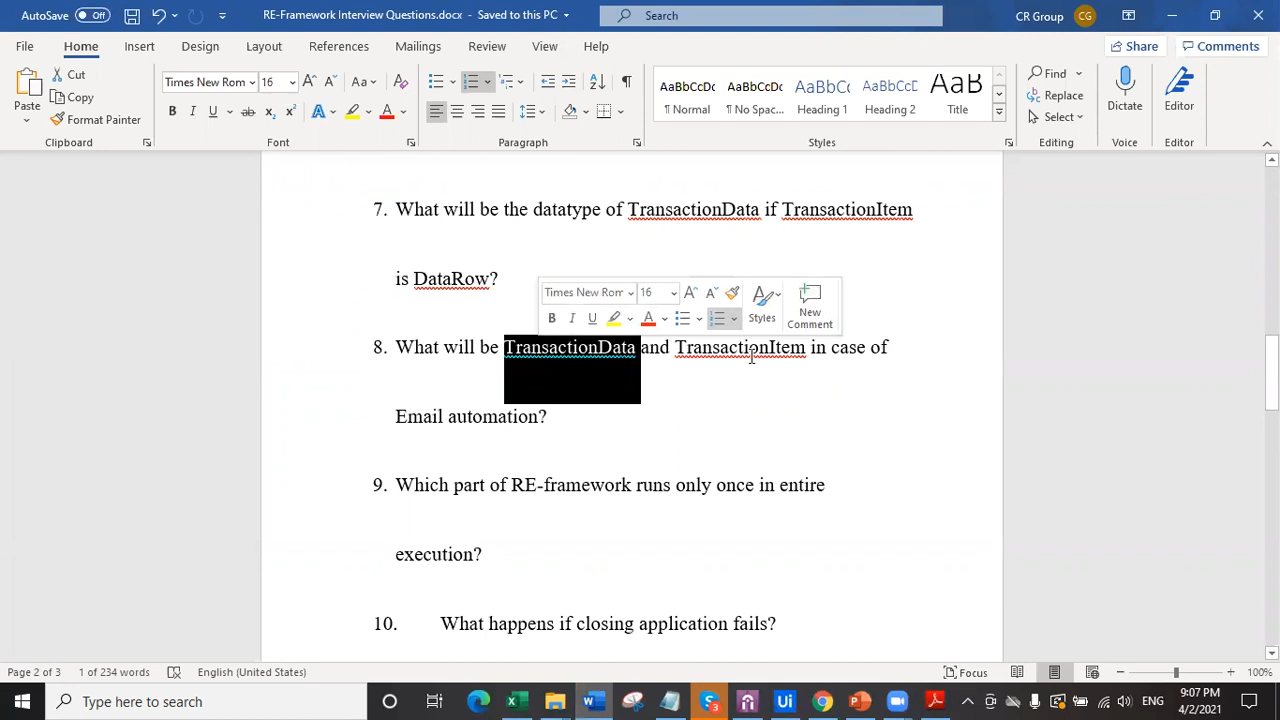 AutoSave Off RE-Framework Interview Questions.docx - Saved to this PC Search CR Group CG
File Home Insert Design Layout References Mailings Review View Help Share Comments
Paste Cut Copy Format Painter Clipboard
Times New Rom 16 Aa Font
Paragraph
AaBbCcDc ¶ Normal AaBbCcDc ¶ No Spac... AaBbCc Heading 1 AaBbCcC Heading 2 AaB Title Styles
Find Replace Select Editing
Dictate Voice
Editor Editor
7. What will be the datatype of TransactionData if TransactionItem
is DataRow?
Times New Rom 16 Styles New Comment
8. What will be TransactionData and TransactionItem in case of
Email automation?
9. Which part of RE-framework runs only once in entire
execution?
10. What happens if closing application fails?
Page 2 of 3 1 of 234 words English (United States) Focus 100%
Type here to search ENG 9:07 PM 4/2/2021